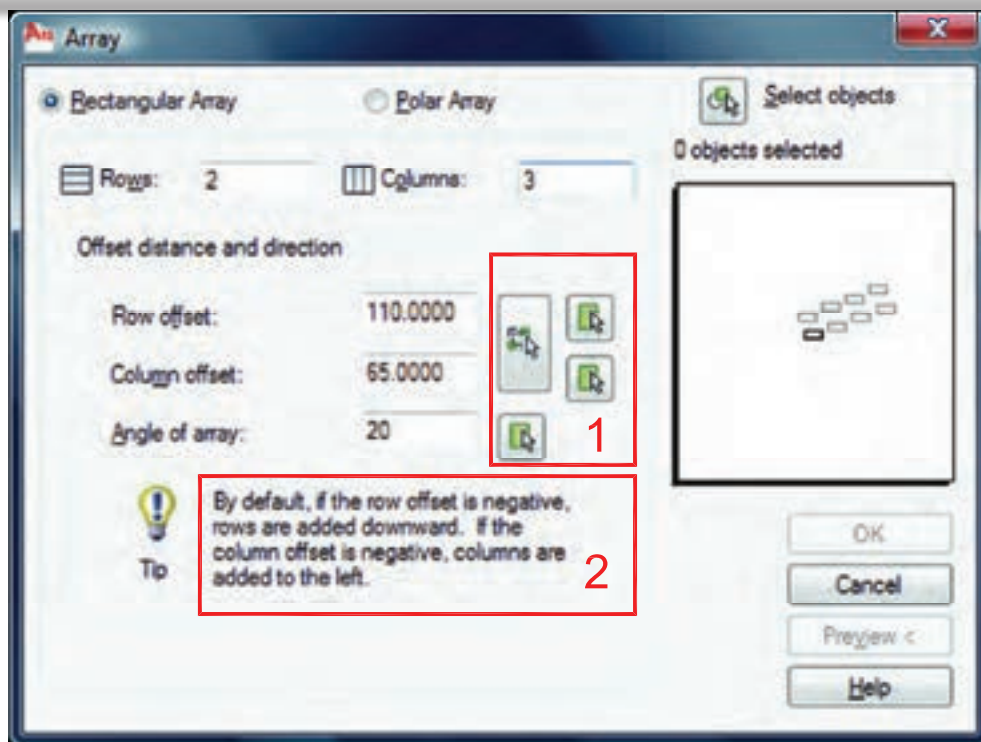 Array
Rectangular Array
Polar Array
Select objects
0 objects selected
Rows: 2
Columns: 3
Offset distance and direction
Row offset: 110.0000
Column offset: 65.0000
Angle of array: 20
1
Tip
By default, if the row offset is negative,
rows are added downward. If the
column offset is negative, columns are
added to the left.
2
OK
Cancel
Preview <
Help